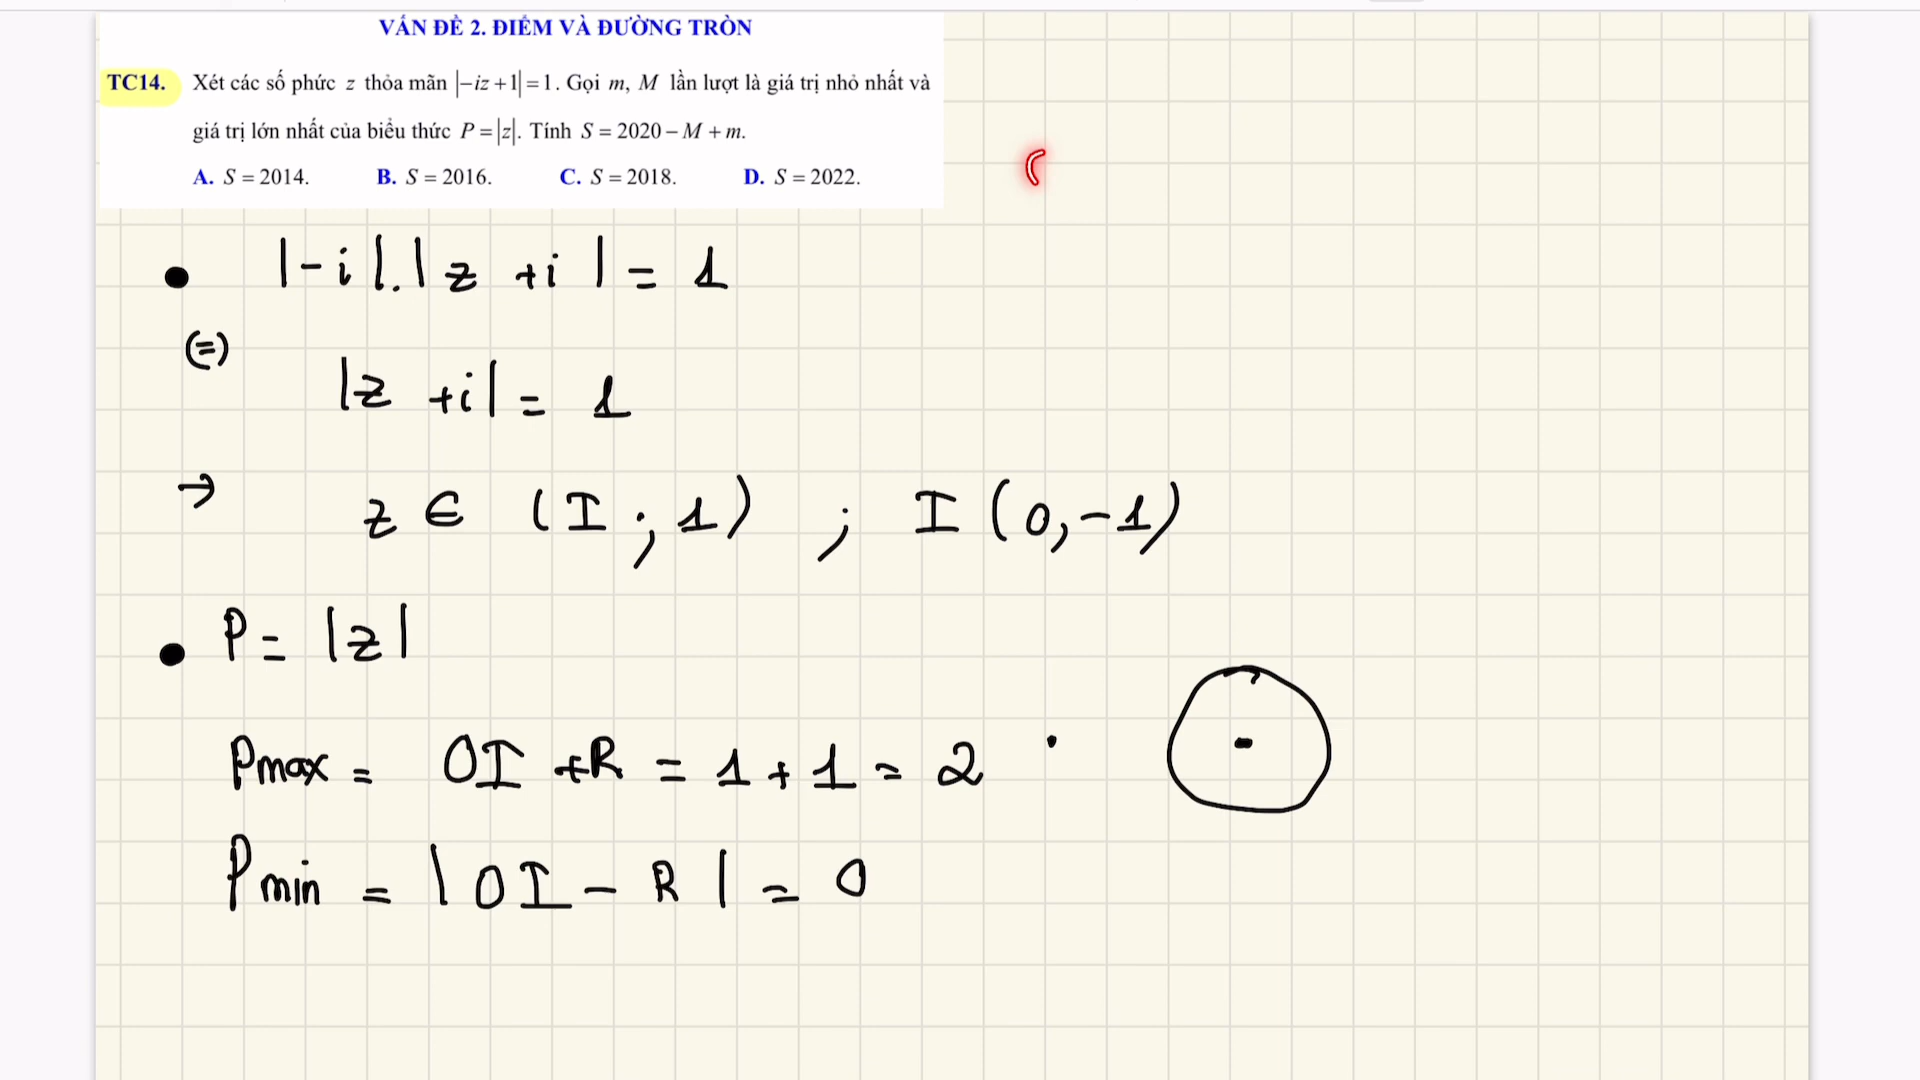 VẤN ĐỀ 2. ĐIỂM VÀ ĐƯỜNG TRÒN
TC14. Xét các số phức z thỏa mãn |−iz+1|=1. Gọi m, M lần lượt là giá trị nhỏ nhất và
giá trị lớn nhất của biểu thức P=|z|. Tính S=2020−M+m.
A. S=2014. B. S=2016. C. S=2018. D. S=2022.
|-i|.|z+i|=1
(=)
|z+i|=1
→ z ∈ (I;1) ; I(0,-1)
P=|z|
Pmax = OI+R = 1+1 = 2
Pmin = |OI-R| = 0